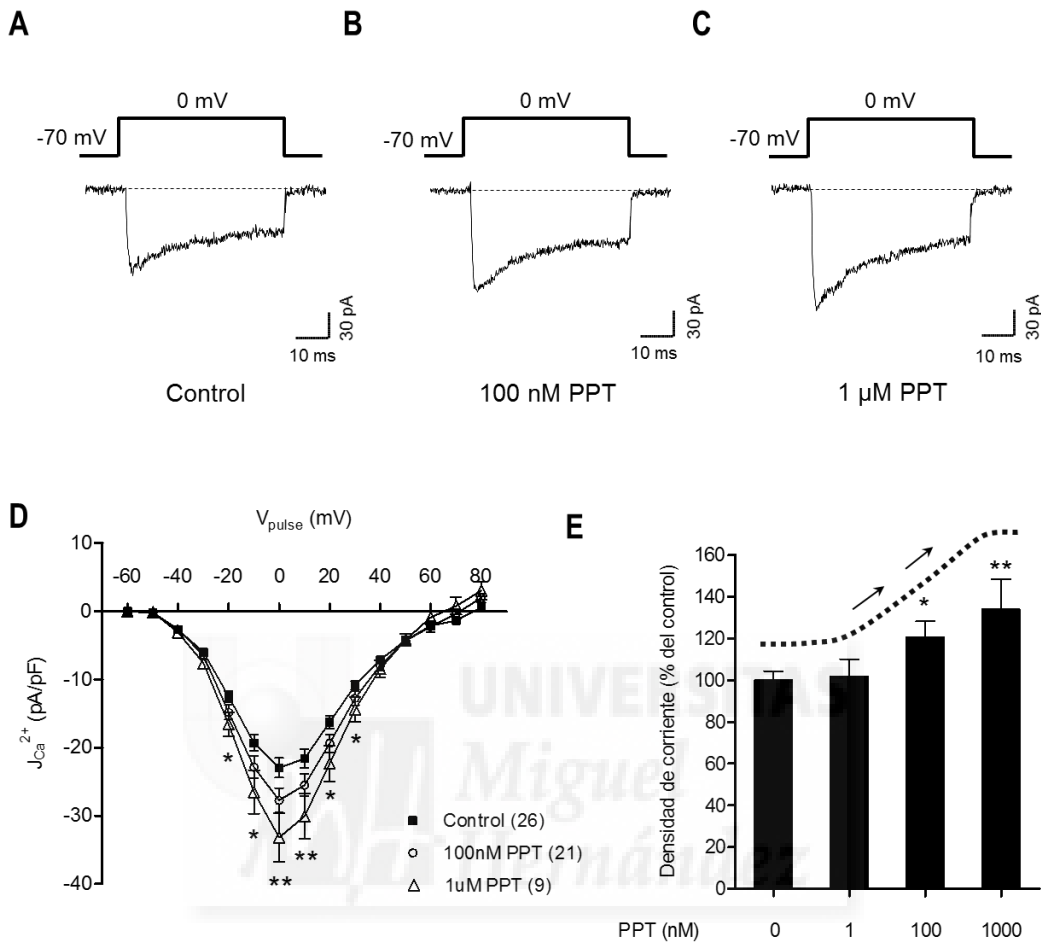 A
B
C
0 mV
-70 mV
0 mV
-70 mV
0 mV
-70 mV
30 pA
10 ms
30 pA
10 ms
30 pA
10 ms
Control
100 nM PPT
1 µM PPT
D
V_pulse (mV)
10
0
-10
-20
-30
-40
-60 -40 -20 0 20 40 60 80
J_Ca²⁺ (pA/pF)
*
*
**
**
*
*
Control (26)
100nM PPT (21)
1uM PPT (9)
E
Densidad de corriente (% del control)
160
140
120
100
80
60
40
20
0
*
**
PPT (nM) 0 1 100 1000
UNIVERSITAS
Miguel
Hernández